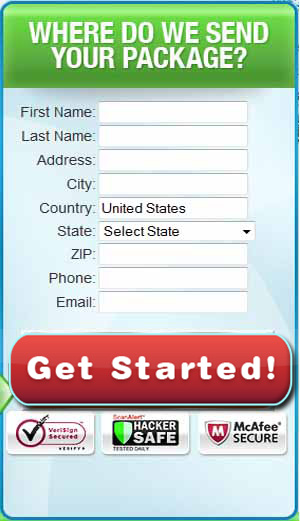 WHERE DO WE SEND
YOUR PACKAGE?
First Name:
Last Name:
Address:
City:
Country: United States
State: Select State
ZIP:
Phone:
Email:
Get Started!
VeriSign
Secured
VERIFY
ScanAlert
HACKER
SAFE
TESTED DAILY
McAfee
SECURE